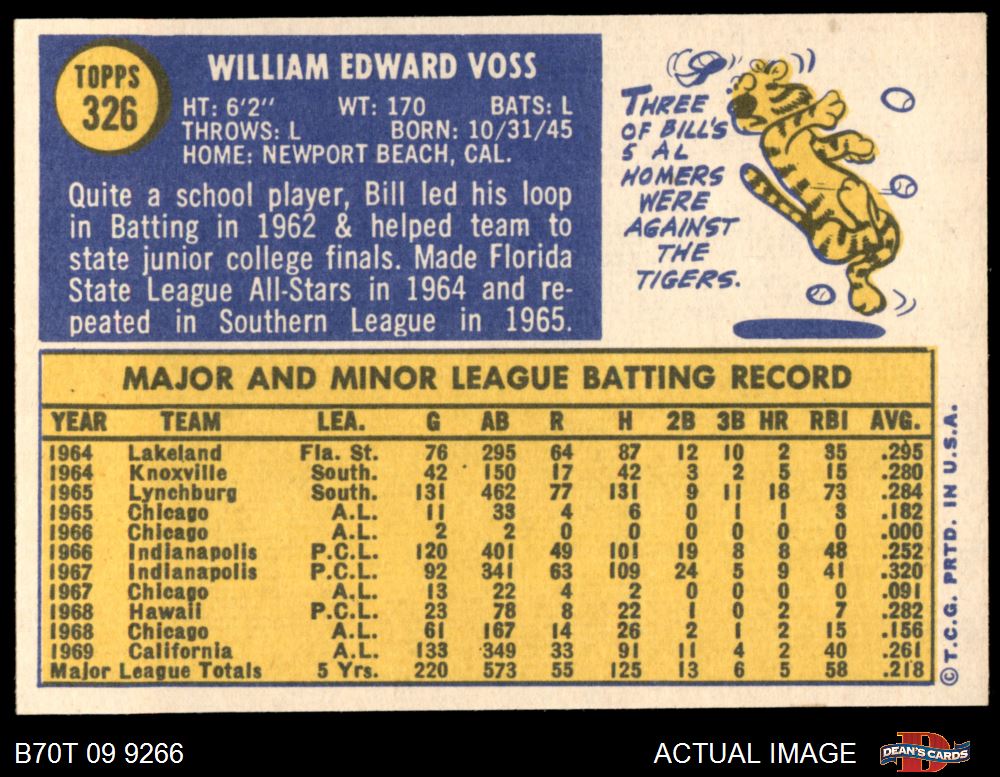 TOPPS
326
WILLIAM EDWARD VOSS
HT: 6'2" WT: 170 BATS: L
THROWS: L BORN: 10/31/45
HOME: NEWPORT BEACH, CAL.
Quite a school player, Bill led his loop
in Batting in 1962 & helped team to
state junior college finals. Made Florida
State League All-Stars in 1964 and re-
peated in Southern League in 1965.
THREE
OF BILL'S
5 AL
HOMERS
WERE
AGAINST
THE
TIGERS.
MAJOR AND MINOR LEAGUE BATTING RECORD
YEAR TEAM LEA. G AB R H 2B 3B HR RBI AVG.
1964 Lakeland Fla. St. 76 295 64 87 12 10 2 35 .295
1964 Knoxville South. 42 150 17 42 3 2 5 15 .280
1965 Lynchburg South. 131 462 77 131 9 11 18 73 .284
1965 Chicago A.L. 11 33 4 6 0 1 1 3 .182
1966 Chicago A.L. 2 2 0 0 0 0 0 0 .000
1966 Indianapolis P.C.L. 120 401 49 101 19 8 8 48 .252
1967 Indianapolis P.C.L. 92 341 63 109 24 5 9 41 .320
1967 Chicago A.L. 13 22 4 2 0 0 0 0 .091
1968 Hawaii P.C.L. 23 78 8 22 1 0 2 7 .282
1968 Chicago A.L. 61 167 14 26 2 1 2 15 .156
1969 California A.L. 133 349 33 91 11 4 2 40 .261
Major League Totals 5 Yrs. 220 573 55 125 13 6 5 58 .218
© T.C.G. PRTD. IN U.S.A.
B70T 09 9266
ACTUAL IMAGE
D
DEAN'S CARDS